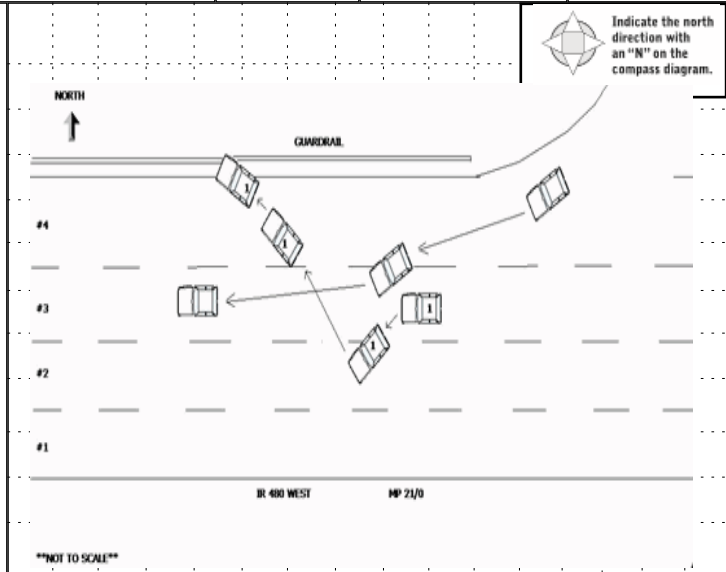 Indicate the north
direction with
an “N” on the
compass diagram.
NORTH
GUARDRAIL
1
#4
1
#3
1
1
#2
#1
IR 480 WEST
MP 21/0
**NOT TO SCALE**